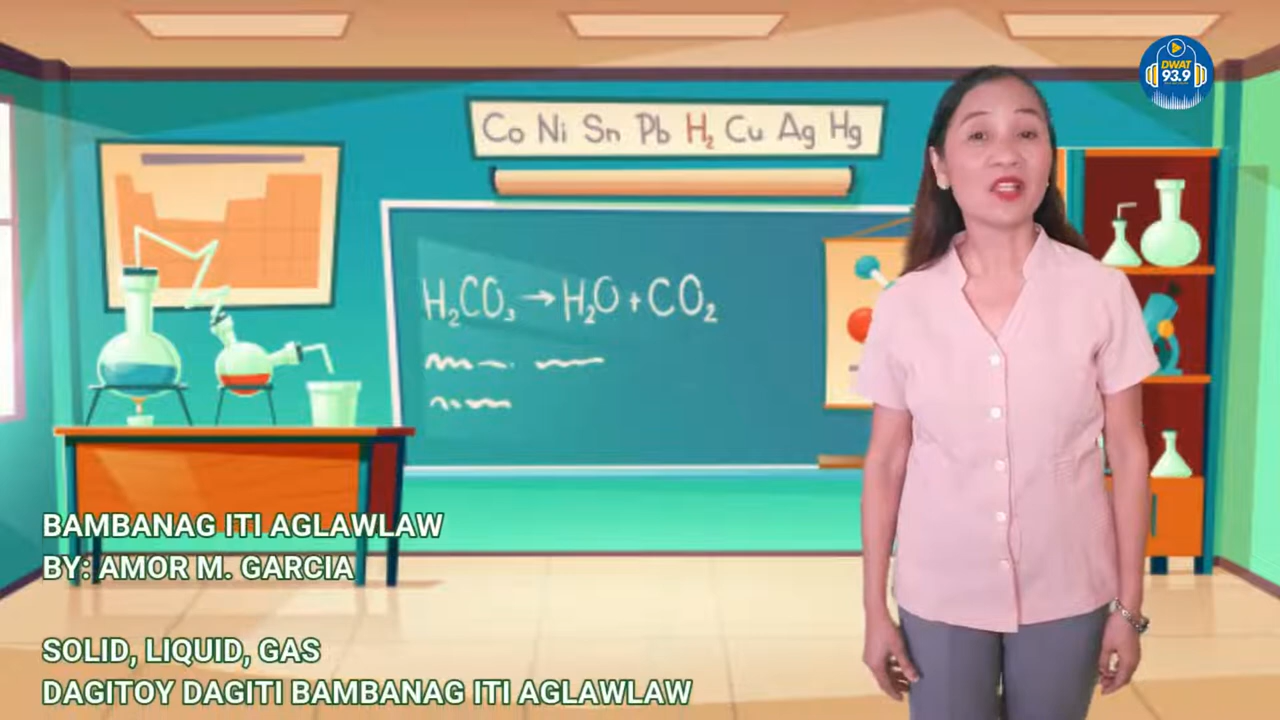 DWAT
93.9
Co Ni Sn Pb H₂ Cu Ag Hg
H₂CO₃ → H₂O + CO₂
BAMBANAG ITI AGLAWLAW
BY: AMOR M. GARCIA
SOLID, LIQUID, GAS
DAGITOY DAGITI BAMBANAG ITI AGLAWLAW